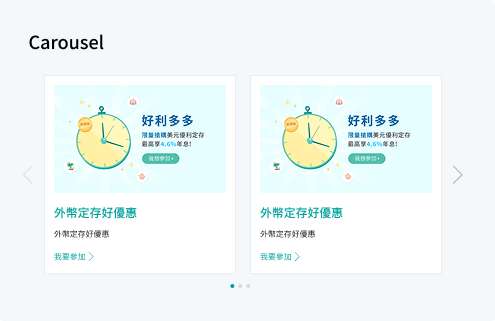 Carousel
好利多多
限量搶購美元優利定存
最高享4.6%年息!
我想參加
外幣定存好優惠
外幣定存好優惠
我要參加
好利多多
限量搶購美元優利定存
最高享4.6%年息!
我想參加
外幣定存好優惠
外幣定存好優惠
我要參加